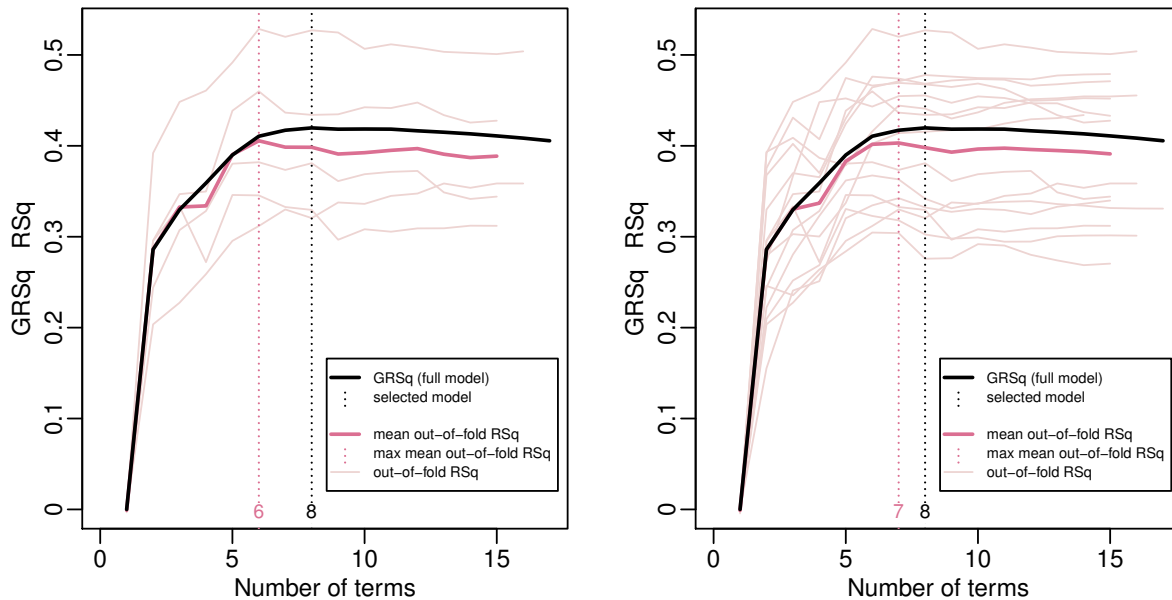 GRSq RSq
0.5
0.4
0.3
0.2
0.1
0
6
8
0 5 10 15
Number of terms
GRSq (full model)
selected model
mean out-of-fold RSq
max mean out-of-fold RSq
out-of-fold RSq
GRSq RSq
0.5
0.4
0.3
0.2
0.1
0
7
8
0 5 10 15
Number of terms
GRSq (full model)
selected model
mean out-of-fold RSq
max mean out-of-fold RSq
out-of-fold RSq